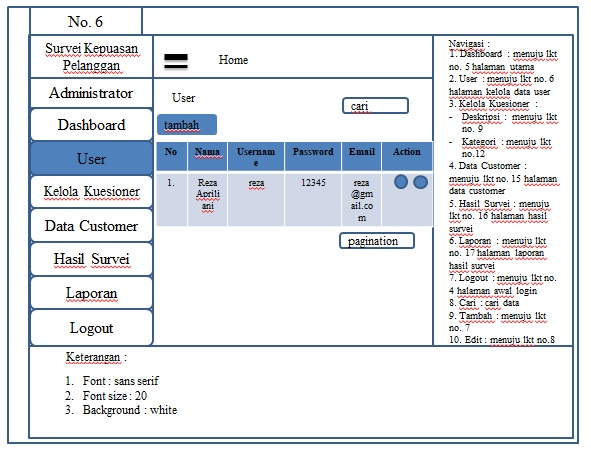 No. 6
Survei Kepuasan
Pelanggan
Home
Administrator
Dashboard
User
Kelola Kuesioner
Data Customer
Hasil Survei
Laporan
Logout
User
cari
tambah
No Nama Usernam
e Password Email Action
1. Reza
Aprili
ani reza 12345 reza
@gm
ail.co
m
pagination
Navigasi :
1. Dashboard : menuju lkt
no. 5 halaman utama
2. User : menuju lkt no. 6
halaman kelola data user
3. Kelola Kuesioner :
- Deskripsi : menuju lkt
no. 9
- Kategori : menuju lkt
no.12
4. Data Customer :
menuju lkt no. 15 halaman
data customer
5. Hasil Survei : menuju
lkt no. 16 halaman hasil
survei
6. Laporan : menuju lkt
no. 17 halaman laporan
hasil survei
7. Logout : menuju lkt no.
4 halaman awal login
8. Cari : cari data
9. Tambah : menuju lkt
no. 7
10. Edit : menuju lkt no.8
Keterangan :
1. Font : sans serif
2. Font size : 20
3. Background : white